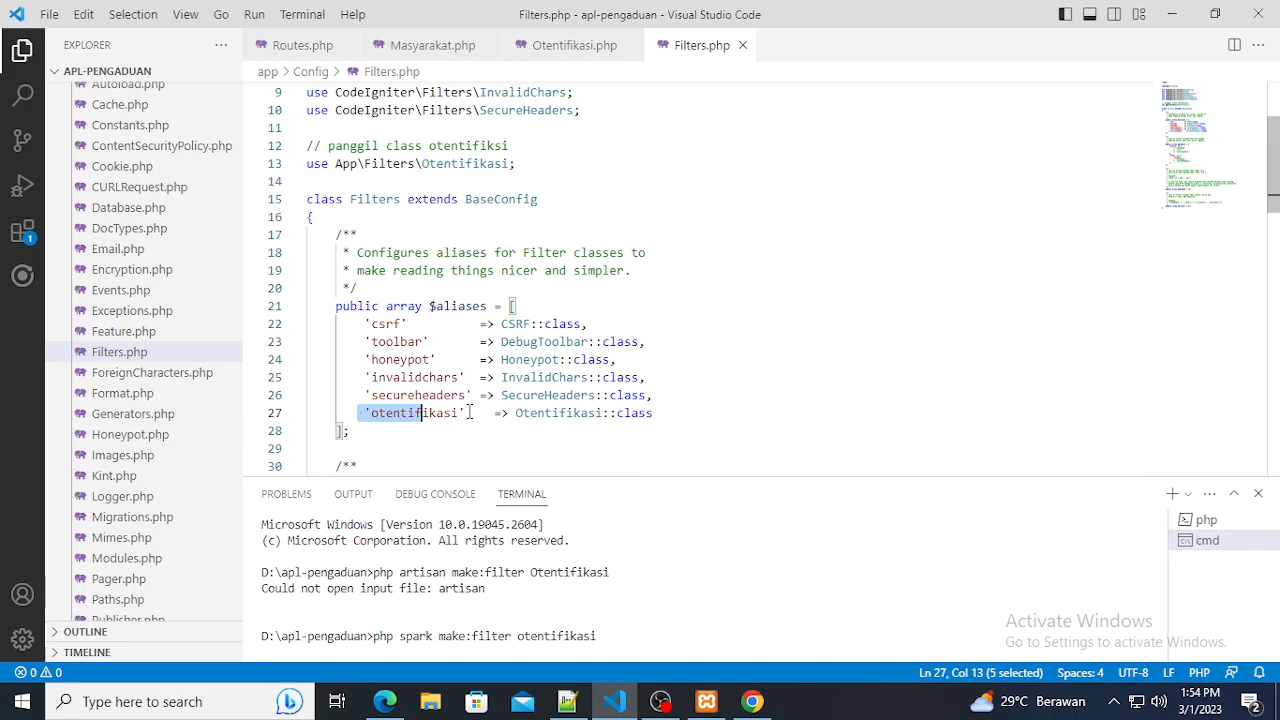 File Edit Selection View Go Run Terminal Help
Filters.php - apl-pengaduan - Visual Studio Code
EXPLORER
Routes.php Masyarakat.php Otentifikasi.php Filters.php
APL-PENGADUAN
app > Config > Filters.php
Autoload.php
Cache.php
Constants.php
ContentSecurityPolicy.php
Cookie.php
CURLRequest.php
Database.php
DocTypes.php
Email.php
Encryption.php
Events.php
Exceptions.php
Feature.php
Filters.php
ForeignCharacters.php
Format.php
Generators.php
Honeypot.php
Images.php
Kint.php
Logger.php
Migrations.php
Mimes.php
Modules.php
Pager.php
Paths.php
Publisher.php
OUTLINE
TIMELINE
9 use CodeIgniter\Filters\InvalidChars;
10 use CodeIgniter\Filters\SecureHeaders;
11
12 // panggil class otentifiksi
13 use App\Filters\Otentifikasi;
14
15 class Filters extends BaseConfig
16 {
17 /**
18 * Configures aliases for Filter classes to
19 * make reading things nicer and simpler.
20 */
21 public array $aliases = [
22 'csrf' => CSRF::class,
23 'toolbar' => DebugToolbar::class,
24 'honeypot' => Honeypot::class,
25 'invalidchars' => InvalidChars::class,
26 'secureheaders' => SecureHeaders::class,
27 'otentifikasi' => Otentifikasi::class
28 ];
29
30 /**
PROBLEMS OUTPUT DEBUG CONSOLE TERMINAL
Microsoft Windows [Version 10.0.19045.2604]
(c) Microsoft Corporation. All rights reserved.
D:\apl-pengaduan>php artisan make:filter Otentifikasi
Could not open input file: artisan
D:\apl-pengaduan>php spark make:filter otentifikasi
php
cmd
Activate Windows
Go to Settings to activate Windows.
0 0
Ln 27, Col 13 (5 selected) Spaces: 4 UTF-8 LF PHP
Type here to search
29°C Berawan
1:54 PM
3/1/2023
1
2